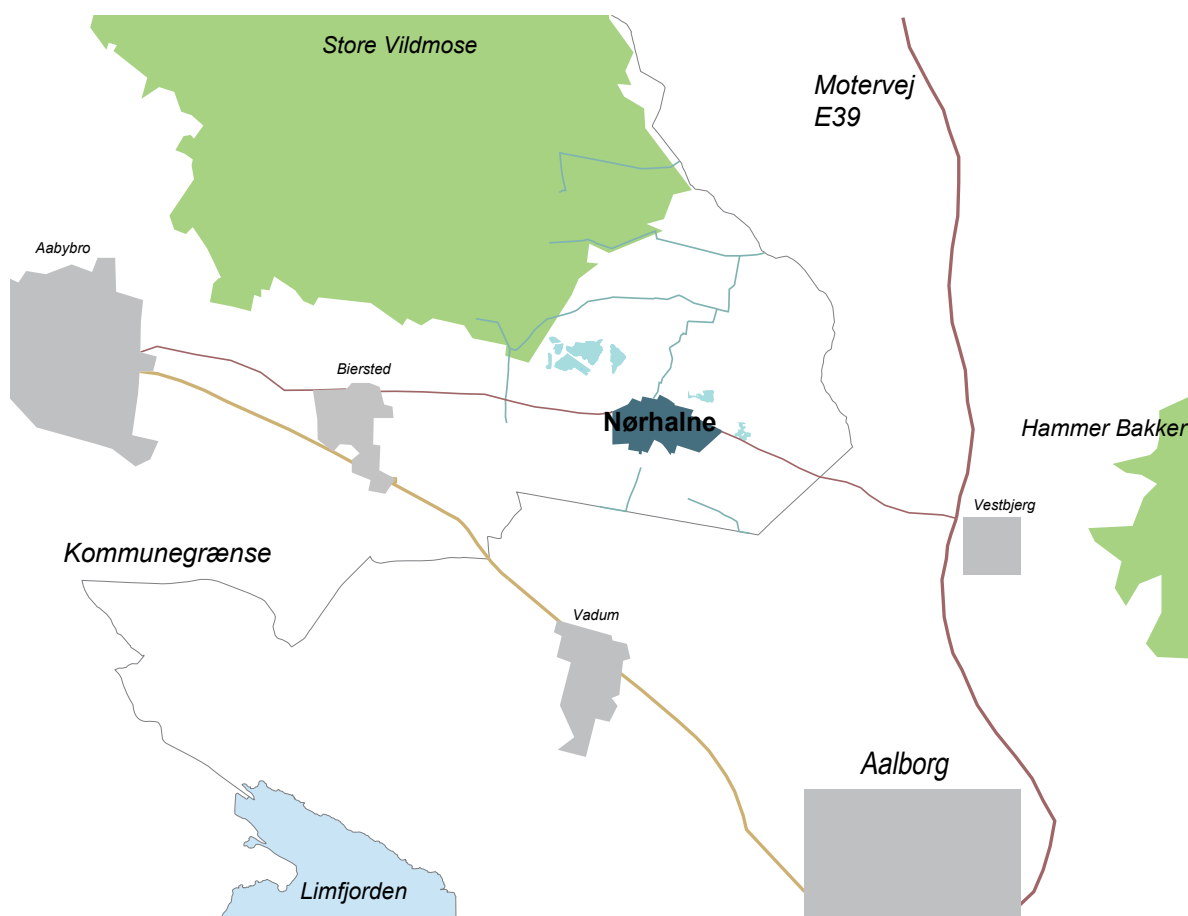 Store Vildmose
Motervej
E39
Aabybro
Biersted
Nørhalne
Hammer Bakker
Vestbjerg
Kommunegrænse
Vadum
Aalborg
Limfjorden